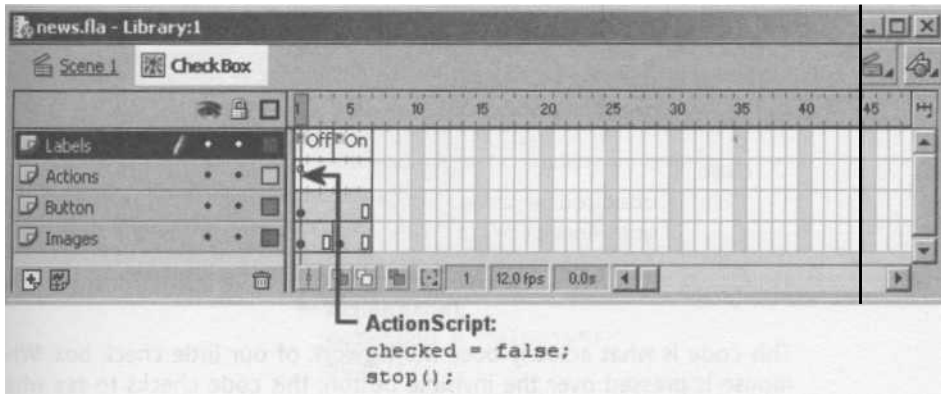 news.fla - Library:1
Scene 1 CheckBox
1 5 10 15 20 25 30 35 40 45
Labels Off On
Actions
Button
Images
1 12.0 fps 0.0s
ActionScript:
checked = false;
stop();